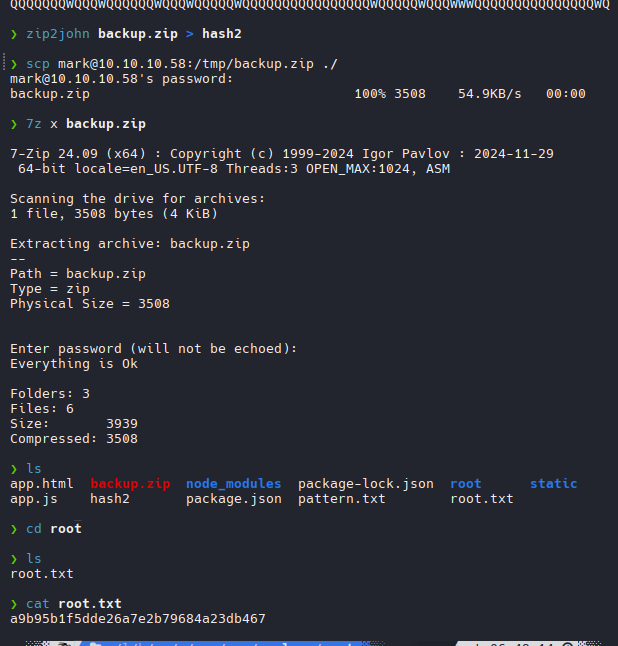 ❯ zip2john backup.zip > hash2
❯ scp mark@10.10.10.58:/tmp/backup.zip ./
mark@10.10.10.58's password:
backup.zip 100% 3508 54.9KB/s 00:00
❯ 7z x backup.zip
7-Zip 24.09 (x64) : Copyright (c) 1999-2024 Igor Pavlov : 2024-11-29
64-bit locale=en_US.UTF-8 Threads:3 OPEN_MAX:1024, ASM
Scanning the drive for archives:
1 file, 3508 bytes (4 KiB)
Extracting archive: backup.zip
--
Path = backup.zip
Type = zip
Physical Size = 3508
Enter password (will not be echoed):
Everything is Ok
Folders: 3
Files: 6
Size: 3939
Compressed: 3508
❯ ls
app.html backup.zip node_modules package-lock.json root static
app.js hash2 package.json pattern.txt root.txt
❯ cd root
❯ ls
root.txt
❯ cat root.txt
a9b95b1f5dde26a7e2b79684a23db467